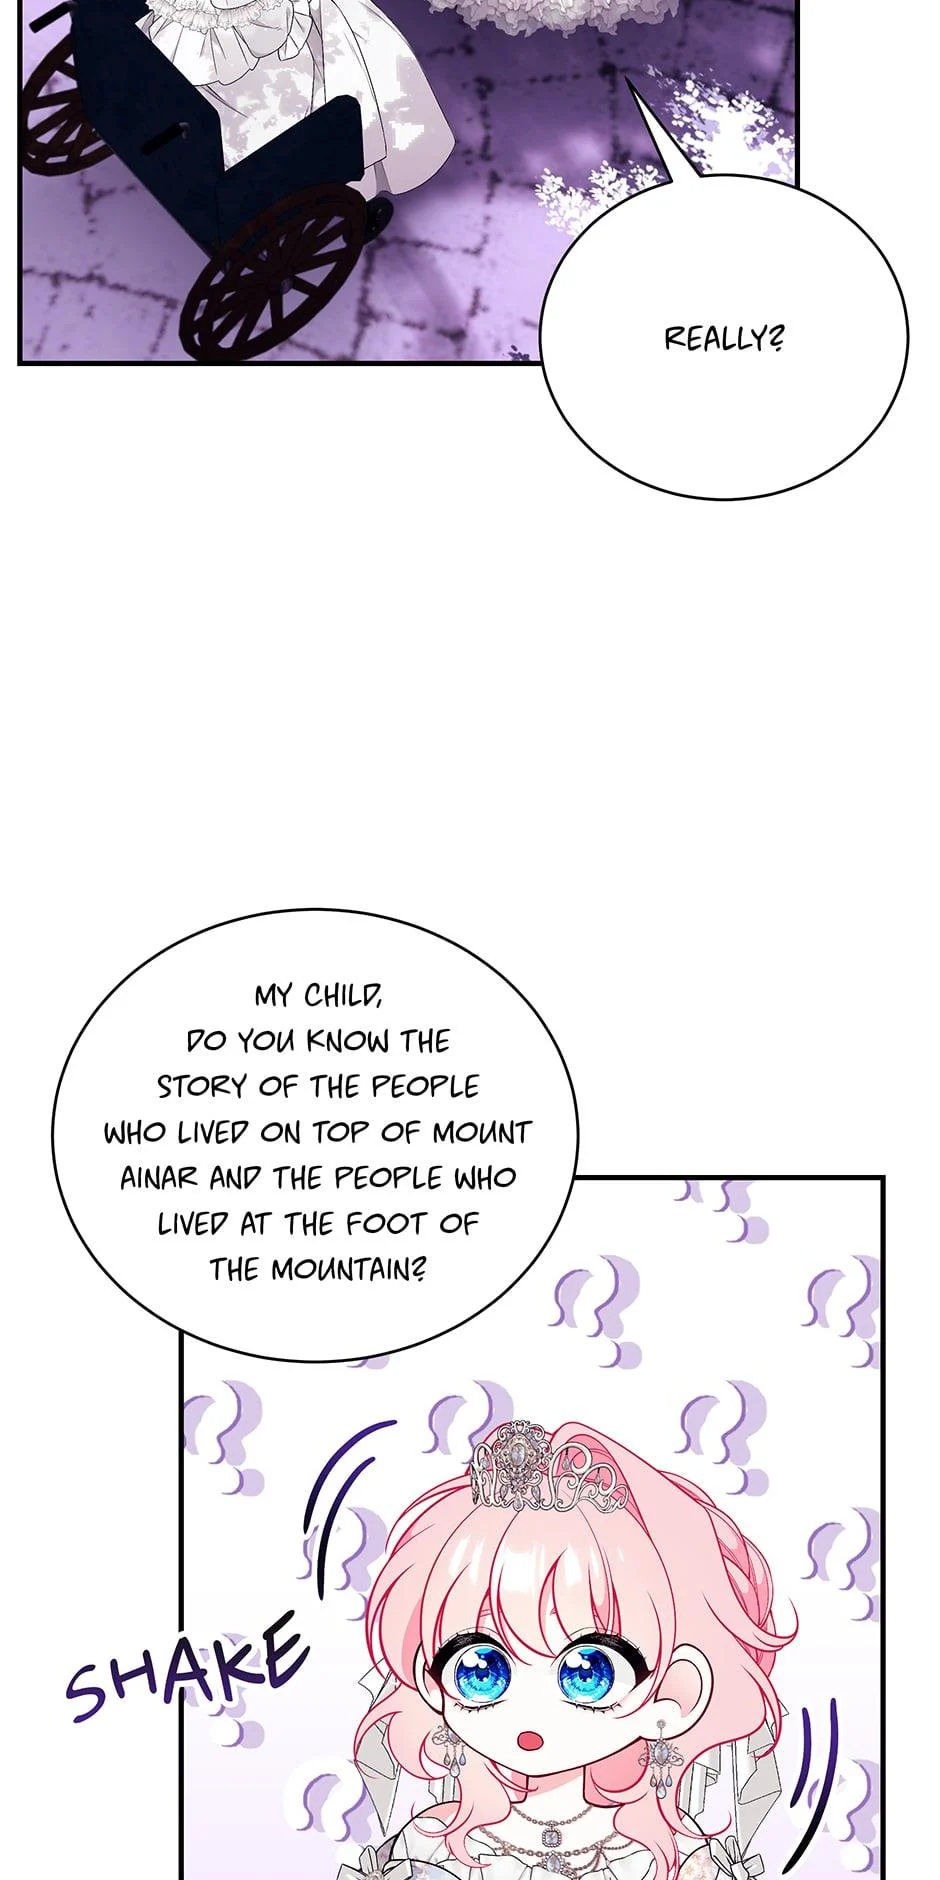 REALLY?
MY CHILD,
DO YOU KNOW THE
STORY OF THE PEOPLE
WHO LIVED ON TOP OF MOUNT
AINAR AND THE PEOPLE WHO
LIVED AT THE FOOT OF
THE MOUNTAIN?
SHAKE